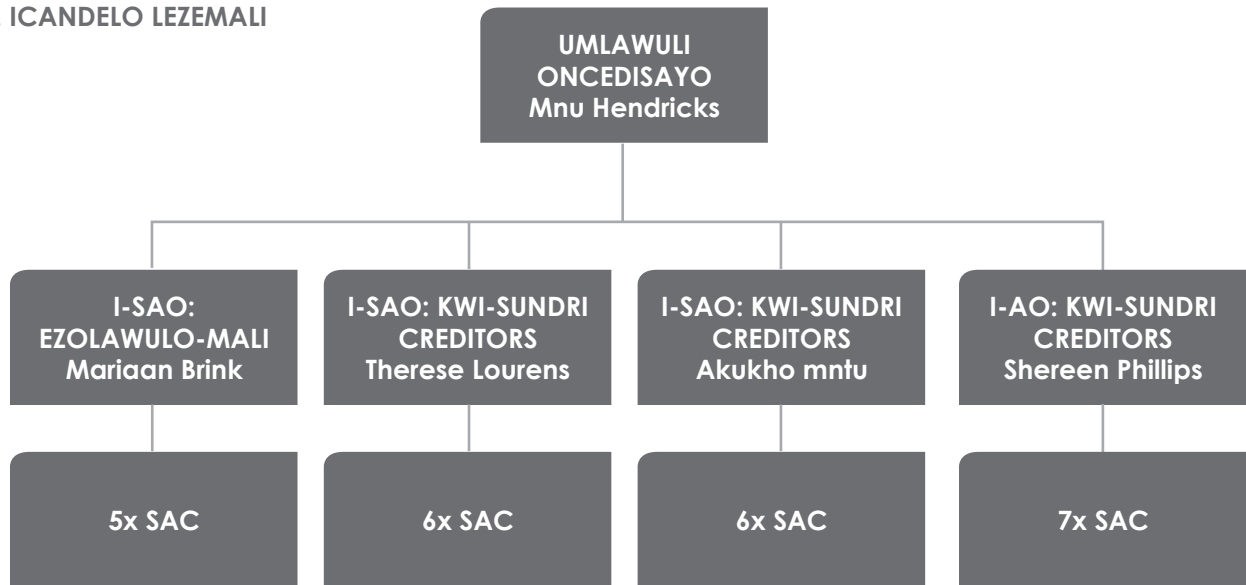 ICANDELO LEZEMALI
UMLAWULI
ONCEDISAYO
Mnu Hendricks
I-SAO:
EZOLAWULO-MALI
Mariaan Brink
I-SAO: KWI-SUNDRI
CREDITORS
Therese Lourens
I-SAO: KWI-SUNDRI
CREDITORS
Akukho mntu
I-AO: KWI-SUNDRI
CREDITORS
Shereen Phillips
5x SAC
6x SAC
6x SAC
7x SAC